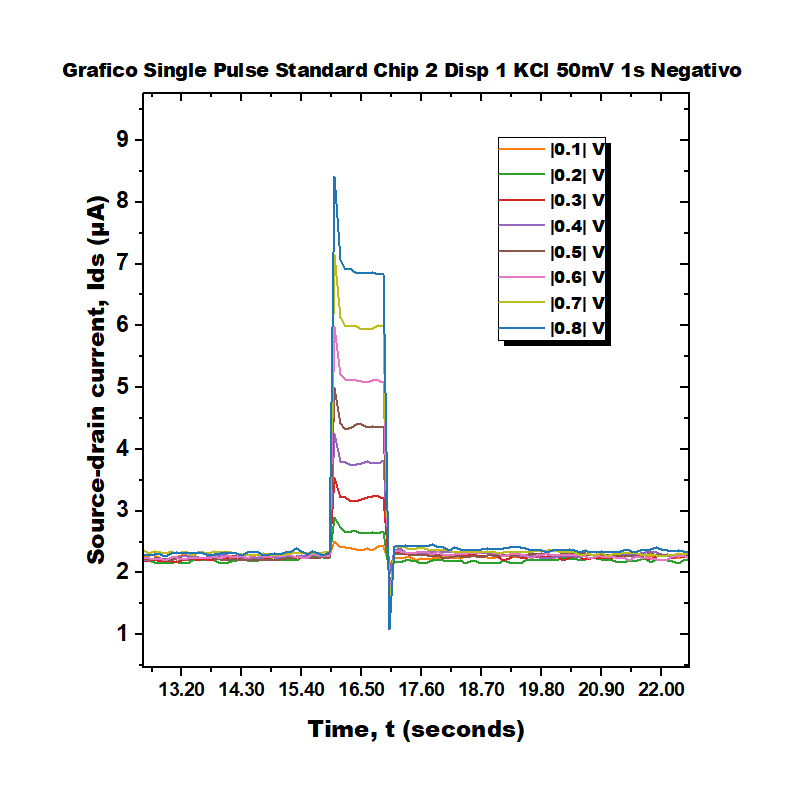 Grafico Single Pulse Standard Chip 2 Disp 1 KCl 50mV 1s Negativo
|0.1| V
|0.2| V
|0.3| V
|0.4| V
|0.5| V
|0.6| V
|0.7| V
|0.8| V
Source-drain current, Ids (µA)
9
8
7
6
5
4
3
2
1
13.20 14.30 15.40 16.50 17.60 18.70 19.80 20.90 22.00
Time, t (seconds)